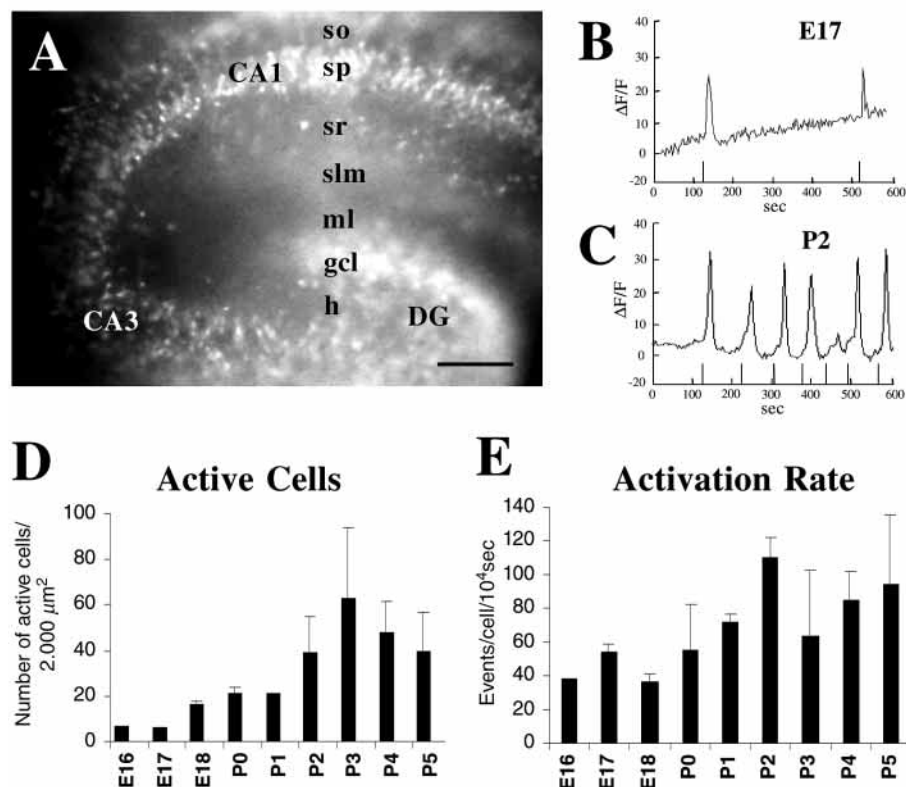 A
so
CA1
sp
sr
slm
ml
gcl
h
CA3
DG
B
E17
ΔF/F
40
30
20
10
0
-20
0 100 200 300 400 500 600
sec
C
P2
ΔF/F
40
30
20
10
0
-20
0 100 200 300 400 500 600
sec
D
Active Cells
Number of active cells/
2.000 μm²
100
80
60
40
20
0
E16 E17 E18 P0 P1 P2 P3 P4 P5
E
Activation Rate
Events/cell/10⁴sec
140
120
100
80
60
40
20
0
E16 E17 E18 P0 P1 P2 P3 P4 P5